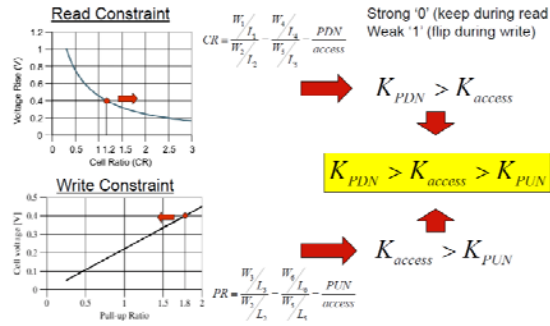 Read Constraint
Voltage Rise (V)
1.2
1
0.8
0.6
0.4
0.2
0
0 0.5 1 1.2 1.5 2 2.5 3
Cell Ratio (CR)
CR = (W1/L1)/(W2/L2) − (W4/L4)/(W5/L5) − PDN/access
Strong ‘0’ (keep during read
Weak ‘1’ (flip during write)
K_PDN > K_access
K_PDN > K_access > K_PUN
K_access > K_PUN
Write Constraint
Cell voltage [V]
0.5
0.4
0.3
0.2
0.1
0.0
0 0.5 1 1.5 1.8 2
Pull-up Ratio
PR = (W3/L3)/(W2/L2) − (W6/L6)/(W5/L5) − PUN/access